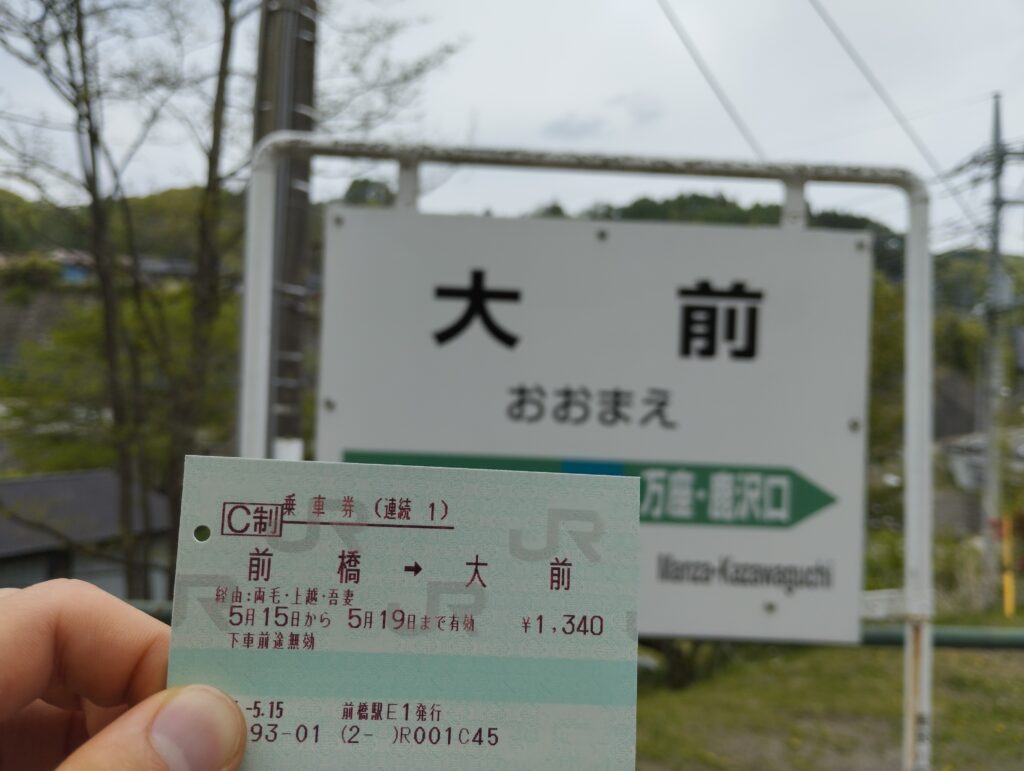 大前
おおまえ
万座・鹿沢口
Manza-Kazawaguchi
C制 乗車券 (連続 1)
前橋 → 大前
経由:両毛・上越・吾妻
5月15日から 5月19日まで有効 ¥1,340
下車前途無効
-5.15 前橋駅E1発行
93-01 (2- )R001C45
JR
JR
JR